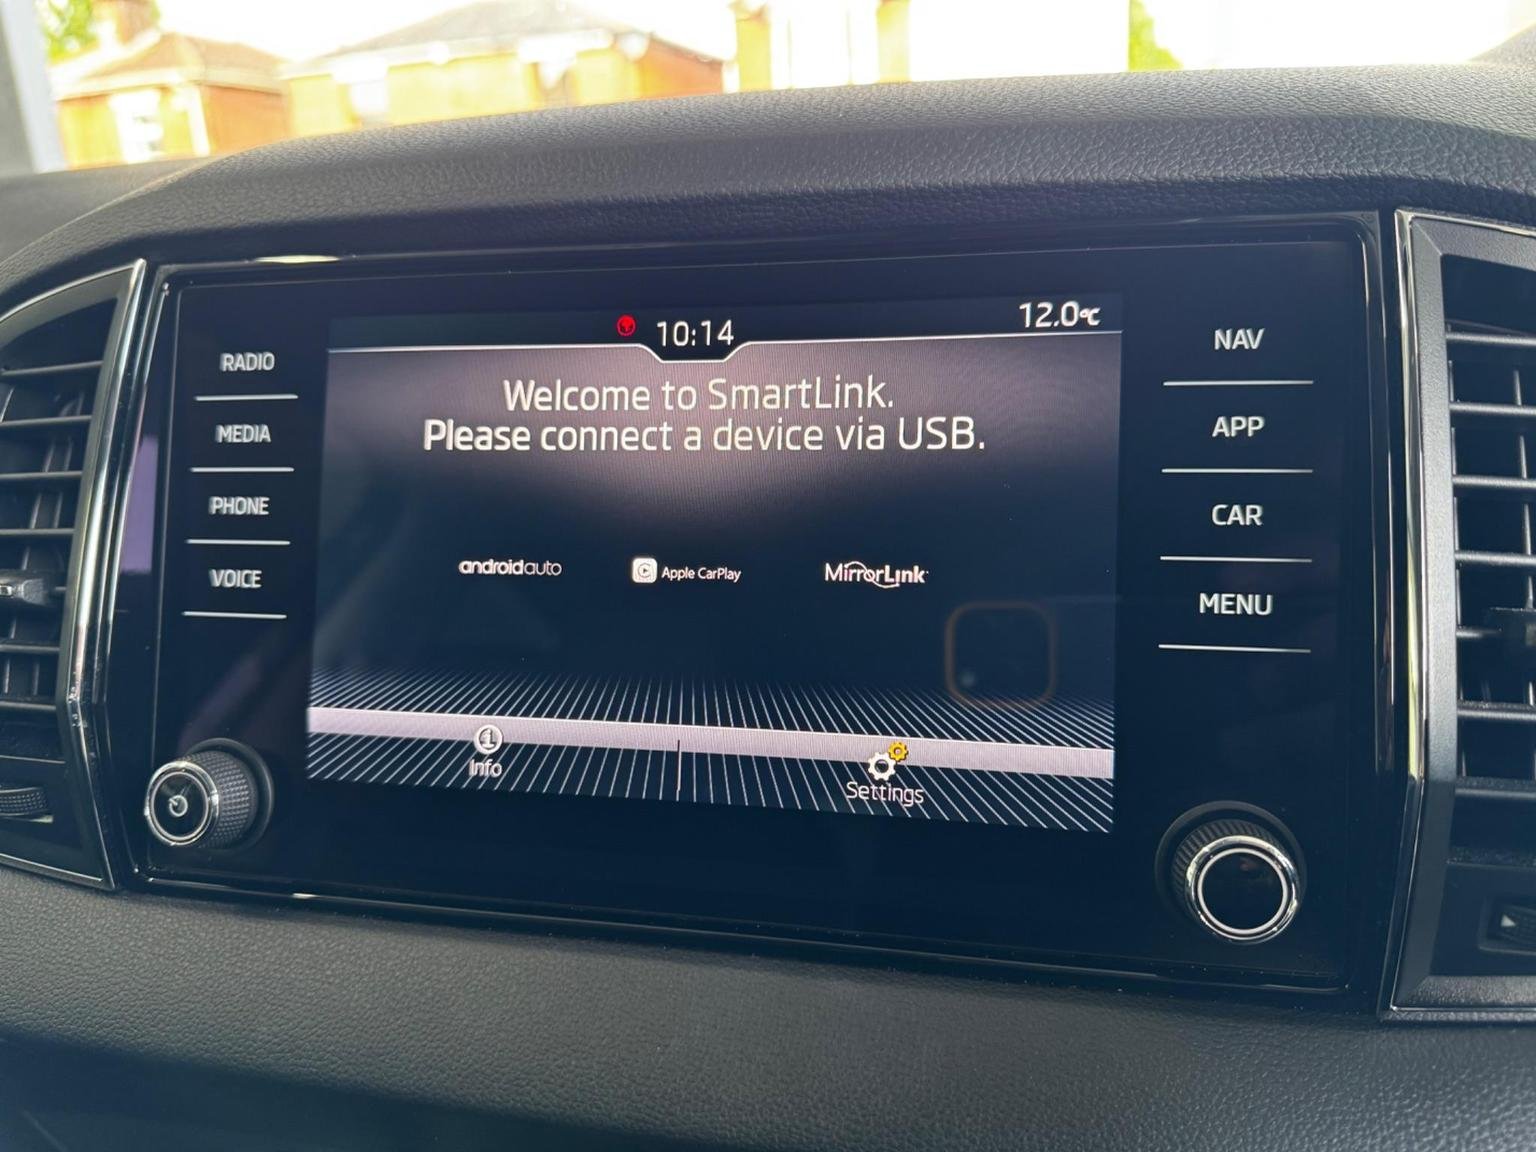 10:14
12.0°C
Welcome to SmartLink.
Please connect a device via USB.
androidauto
Apple CarPlay
MirrorLink
Info
Settings
RADIO
MEDIA
PHONE
VOICE
NAV
APP
CAR
MENU